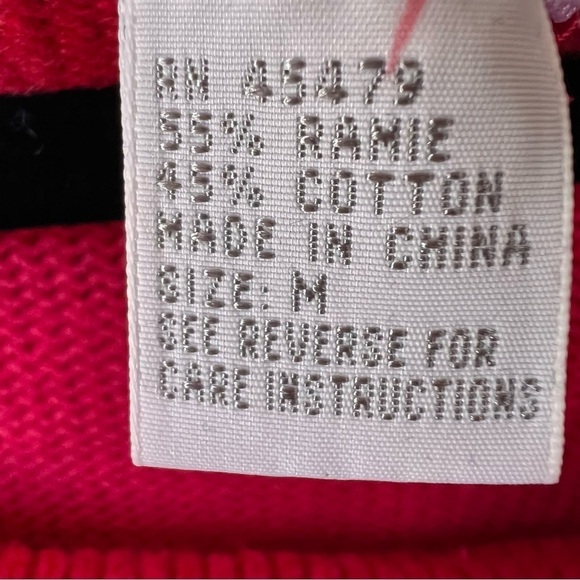 RN 45479
55% RAMIE
45% COTTON
MADE IN CHINA
SIZE: M
SEE REVERSE FOR
CARE INSTRUCTIONS